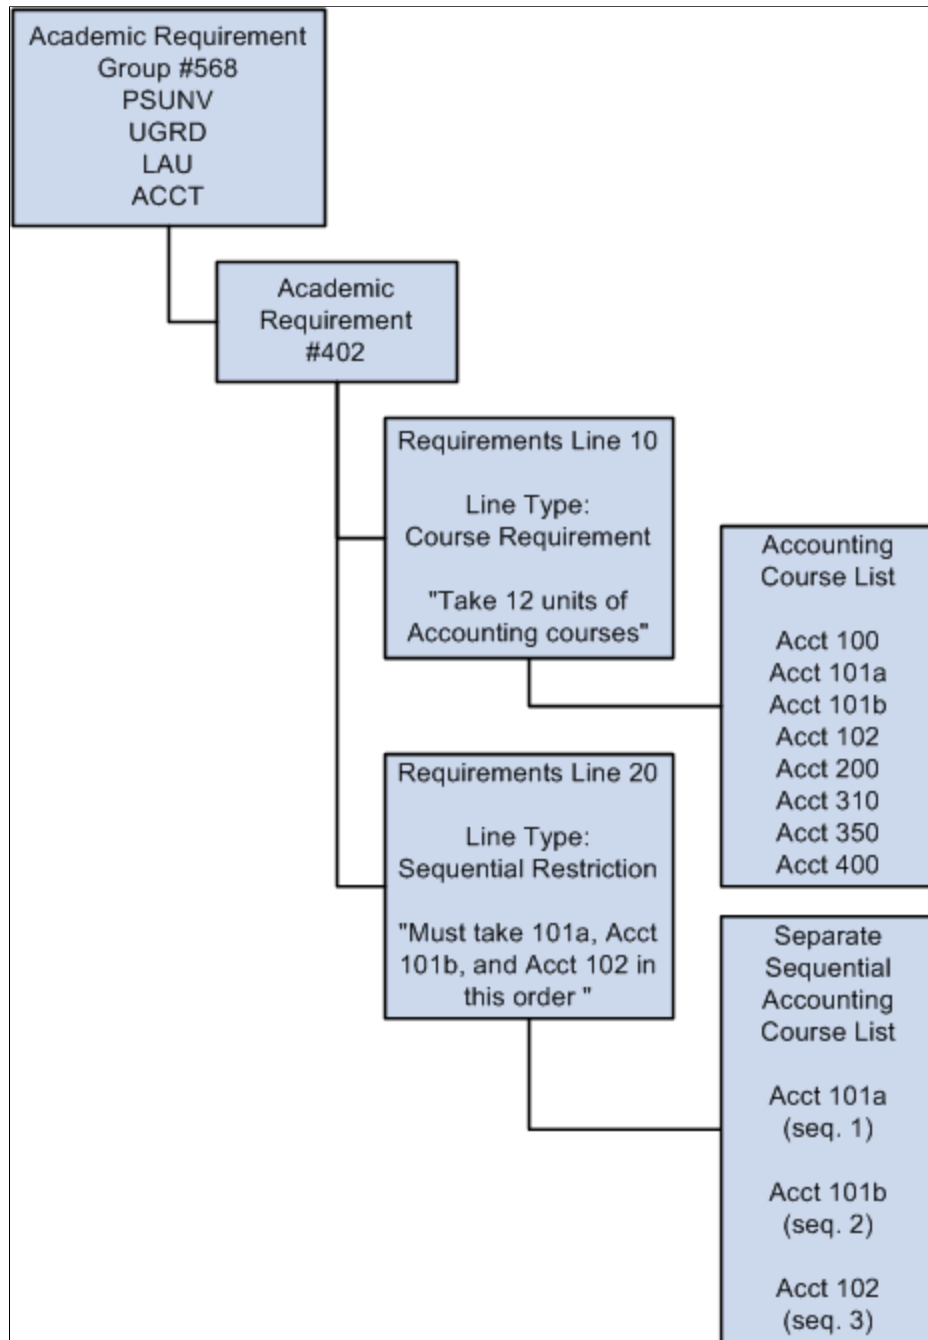 Academic Requirement
Group #568
PSUNV
UGRD
LAU
ACCT
Academic
Requirement
#402
Requirements Line 10
Line Type:
Course Requirement
"Take 12 units of
Accounting courses"
Accounting
Course List
Acct 100
Acct 101a
Acct 101b
Acct 102
Acct 200
Acct 310
Acct 350
Acct 400
Requirements Line 20
Line Type:
Sequential Restriction
"Must take 101a, Acct
101b, and Acct 102 in
this order "
Separate
Sequential
Accounting
Course List
Acct 101a
(seq. 1)
Acct 101b
(seq. 2)
Acct 102
(seq. 3)